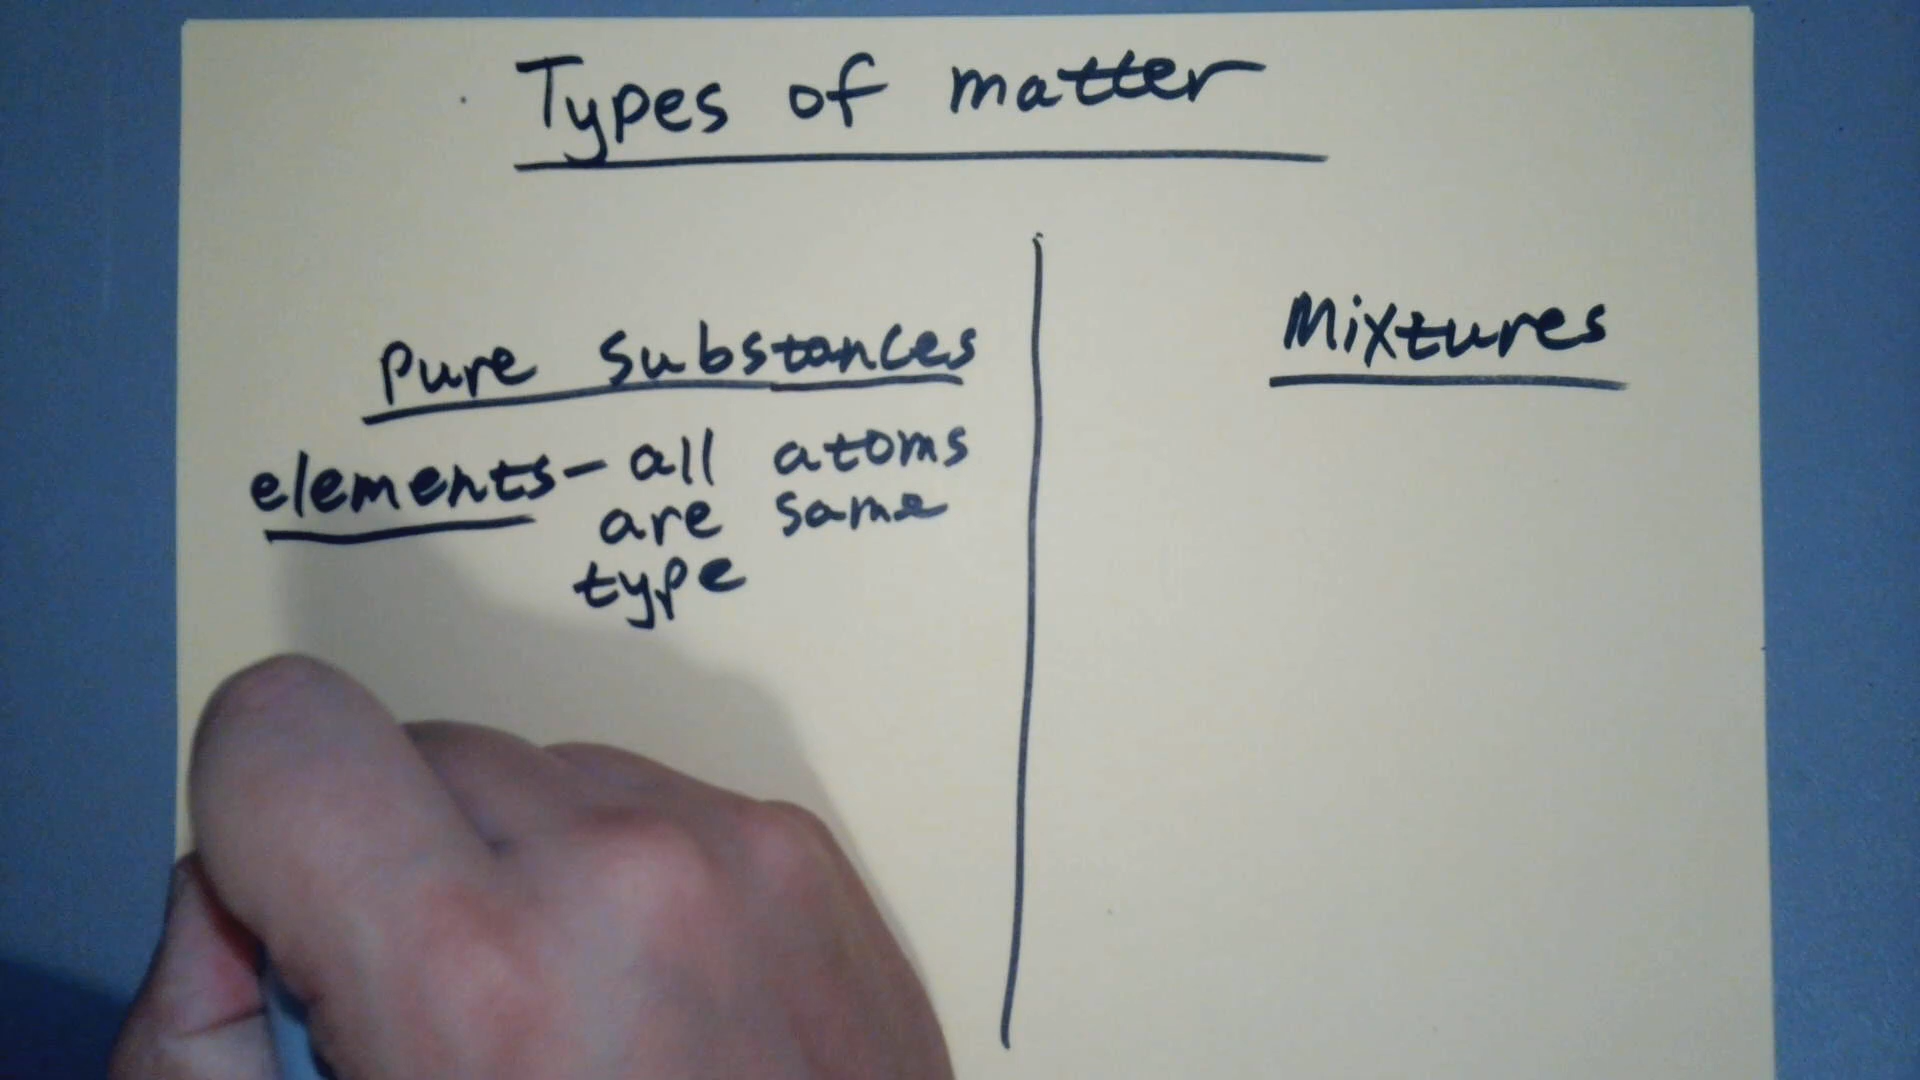 Types of matter
Pure Substances
elements - all atoms
are same
type
Mixtures